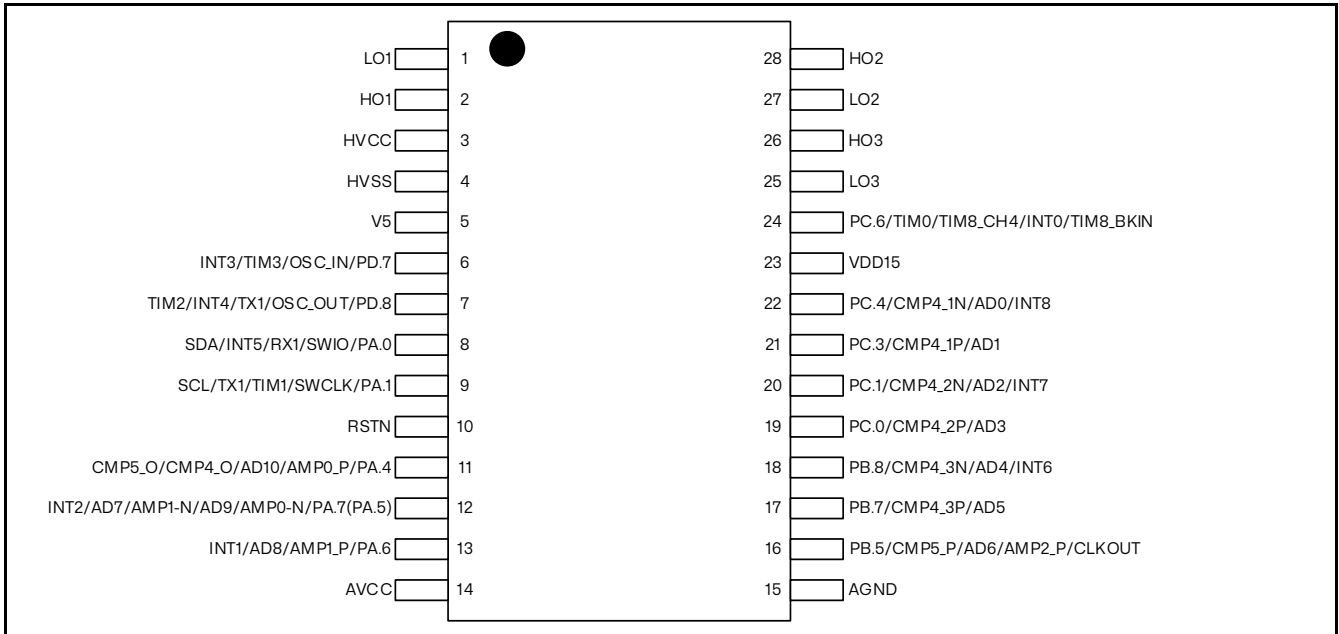 LO1 1 28 HO2
HO1 2 27 LO2
HVCC 3 26 HO3
HVSS 4 25 LO3
V5 5 24 PC.6/TIM0/TIM8_CH4/INT0/TIM8_BKIN
INT3/TIM3/OSC_IN/PD.7 6 23 VDD15
TIM2/INT4/TX1/OSC_OUT/PD.8 7 22 PC.4/CMP4_1N/AD0/INT8
SDA/INT5/RX1/SWIO/PA.0 8 21 PC.3/CMP4_1P/AD1
SCL/TX1/TIM1/SWCLK/PA.1 9 20 PC.1/CMP4_2N/AD2/INT7
RSTN 10 19 PC.0/CMP4_2P/AD3
CMP5_O/CMP4_O/AD10/AMP0_P/PA.4 11 18 PB.8/CMP4_3N/AD4/INT6
INT2/AD7/AMP1-N/AD9/AMP0-N/PA.7(PA.5) 12 17 PB.7/CMP4_3P/AD5
INT1/AD8/AMP1_P/PA.6 13 16 PB.5/CMP5_P/AD6/AMP2_P/CLKOUT
AVCC 14 15 AGND